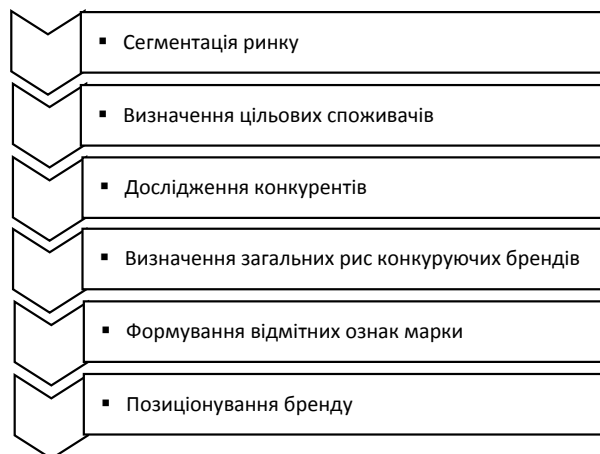 ▪ Сегментація ринку
▪ Визначення цільових споживачів
▪ Дослідження конкурентів
▪ Визначення загальних рис конкуруючих брендів
▪ Формування відмітних ознак марки
▪ Позиціонування бренду